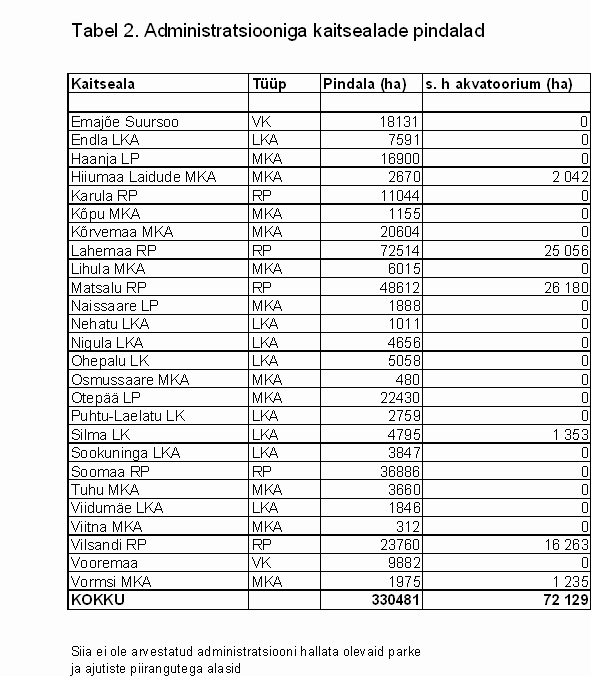 Tabel 2. Administratsiooniga kaitsealade pindalad
Kaitseala Tüüp Pindala (ha) s. h akvatoorium (ha)
Emajõe Suursoo VK 18131 0
Endla LKA LKA 7591 0
Haanja LP MKA 16900 0
Hiiumaa Laidude MKA MKA 2670 2 042
Karula RP RP 11044 0
Kõpu MKA MKA 1155 0
Kõrvemaa MKA MKA 20604 0
Lahemaa RP RP 72514 25 056
Lihula MKA MKA 6015 0
Matsalu RP RP 48612 26 180
Naissaare LP MKA 1888 0
Nehatu LKA LKA 1011 0
Nigula LKA LKA 4656 0
Ohepalu LK LKA 5058 0
Osmussaare MKA MKA 480 0
Otepää LP MKA 22430 0
Puhtu-Laelatu LK LKA 2759 0
Silma LK LKA 4795 1 353
Sookuninga LKA LKA 3847 0
Soomaa RP RP 36886 0
Tuhu MKA MKA 3660 0
Viidumäe LKA LKA 1846 0
Viitna MKA MKA 312 0
Vilsandi RP RP 23760 16 263
Vooremaa VK 9882 0
Vormsi MKA MKA 1975 1 235
KOKKU 330481 72 129
Siia ei ole arvestatud administratsiooni hallata olevaid parke
ja ajutiste piirangutega alasid